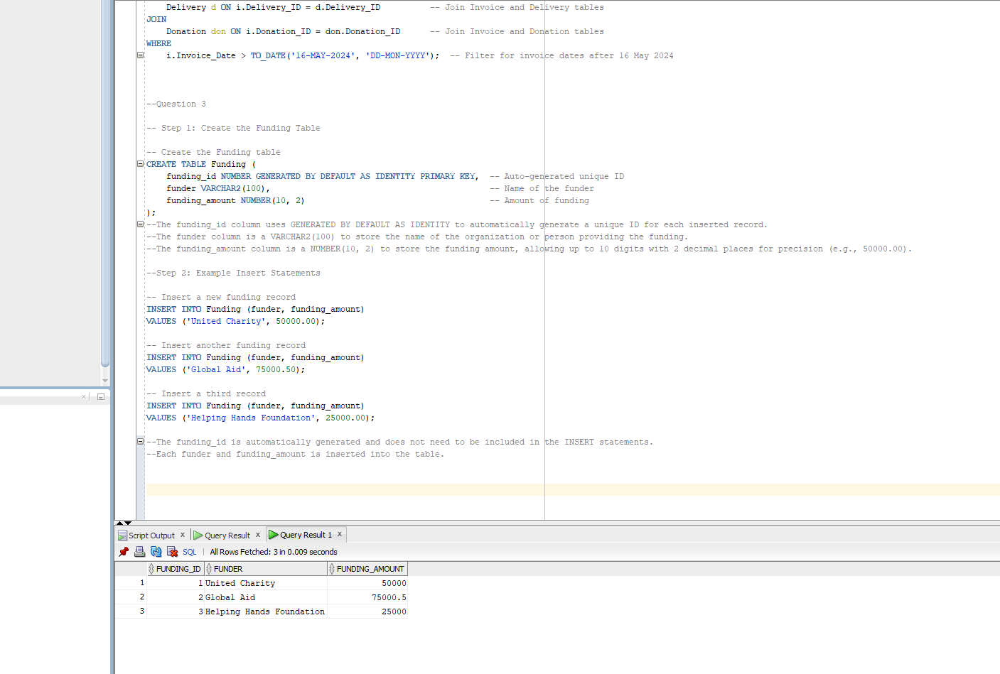 Delivery d ON i.Delivery_ID = d.Delivery_ID          -- Join Invoice and Delivery tables
JOIN
Donation don ON i.Donation_ID = don.Donation_ID      -- Join Invoice and Donation tables
WHERE
i.Invoice_Date > TO_DATE('16-MAY-2024', 'DD-MON-YYYY');  -- Filter for invoice dates after 16 May 2024
--Question 3
-- Step 1: Create the Funding Table
-- Create the Funding table
CREATE TABLE Funding (
funding_id NUMBER GENERATED BY DEFAULT AS IDENTITY PRIMARY KEY,  -- Auto-generated unique ID
funder VARCHAR2(100),                                            -- Name of the funder
funding_amount NUMBER(10, 2)                                     -- Amount of funding
);
--The funding_id column uses GENERATED BY DEFAULT AS IDENTITY to automatically generate a unique ID for each inserted record.
--The funder column is a VARCHAR2(100) to store the name of the organization or person providing the funding.
--The funding_amount column is a NUMBER(10, 2) to store the funding amount, allowing up to 10 digits with 2 decimal places for precision (e.g., 50000.00).
--Step 2: Example Insert Statements
-- Insert a new funding record
INSERT INTO Funding (funder, funding_amount)
VALUES ('United Charity', 50000.00);
-- Insert another funding record
INSERT INTO Funding (funder, funding_amount)
VALUES ('Global Aid', 75000.50);
-- Insert a third record
INSERT INTO Funding (funder, funding_amount)
VALUES ('Helping Hands Foundation', 25000.00);
--The funding_id is automatically generated and does not need to be included in the INSERT statements.
--Each funder and funding_amount is inserted into the table.
Script Output x Query Result x Query Result 1 x
SQL | All Rows Fetched: 3 in 0.009 seconds
FUNDING_ID FUNDER FUNDING_AMOUNT
1 1 United Charity 50000
2 2 Global Aid 75000.5
3 3 Helping Hands Foundation 25000